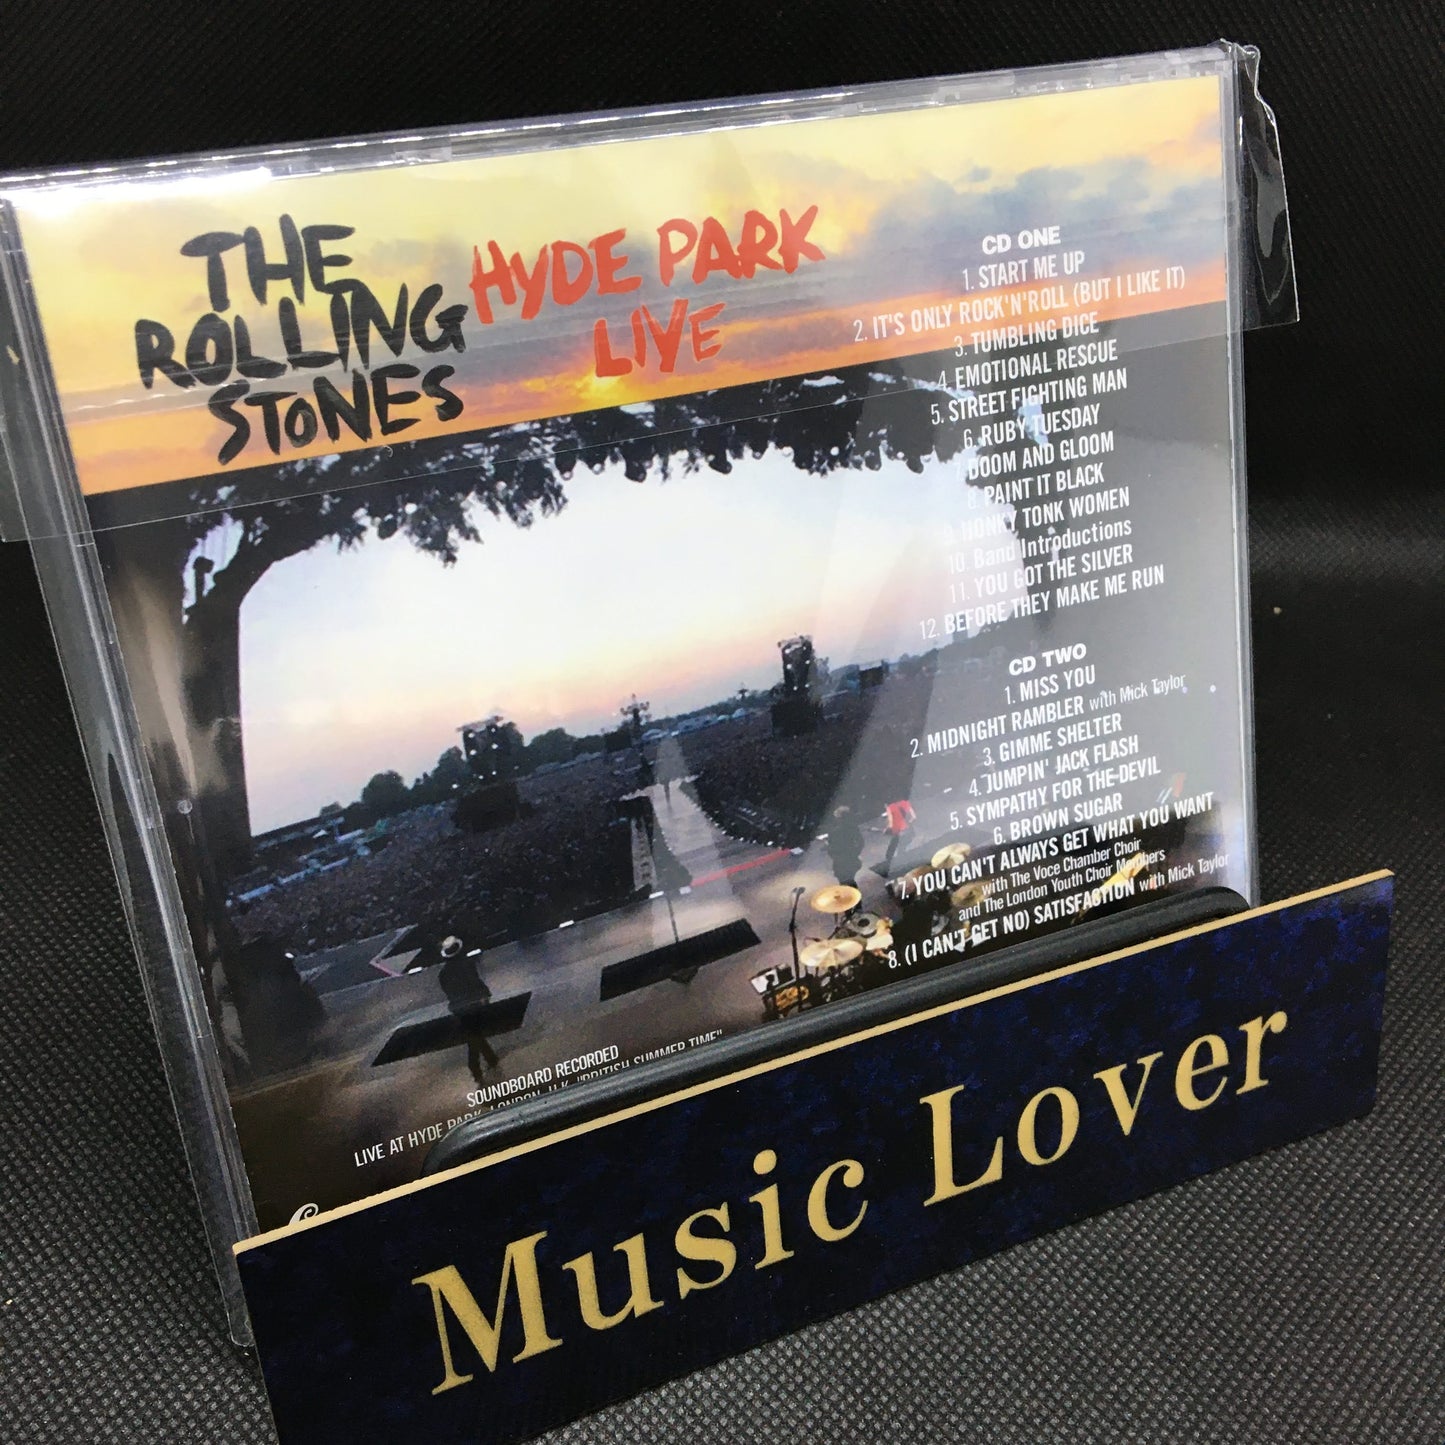 THE
ROLLING
STONES
HYDE PARK
LIVE
CD ONE
1. START ME UP
2. IT'S ONLY ROCK'N'ROLL (BUT I LIKE IT)
3. TUMBLING DICE
4. EMOTIONAL RESCUE
5. STREET FIGHTING MAN
6. RUBY TUESDAY
7. DOOM AND GLOOM
8. PAINT IT BLACK
9. HONKY TONK WOMEN
10. Band Introductions
11. YOU GOT THE SILVER
12. BEFORE THEY MAKE ME RUN
CD TWO
1. MISS YOU
2. MIDNIGHT RAMBLER with Mick Taylor
3. GIMME SHELTER
4. JUMPIN' JACK FLASH
5. SYMPATHY FOR THE DEVIL
6. BROWN SUGAR
7. YOU CAN'T ALWAYS GET WHAT YOU WANT
with The Voce Chamber Choir
and The London Youth Choir Members
8. (I CAN'T GET NO) SATISFACTION with Mick Taylor
SOUNDBOARD RECORDED
LIVE AT HYDE PARK, LONDON, U.K. "BRITISH SUMMER TIME"
Music Lover